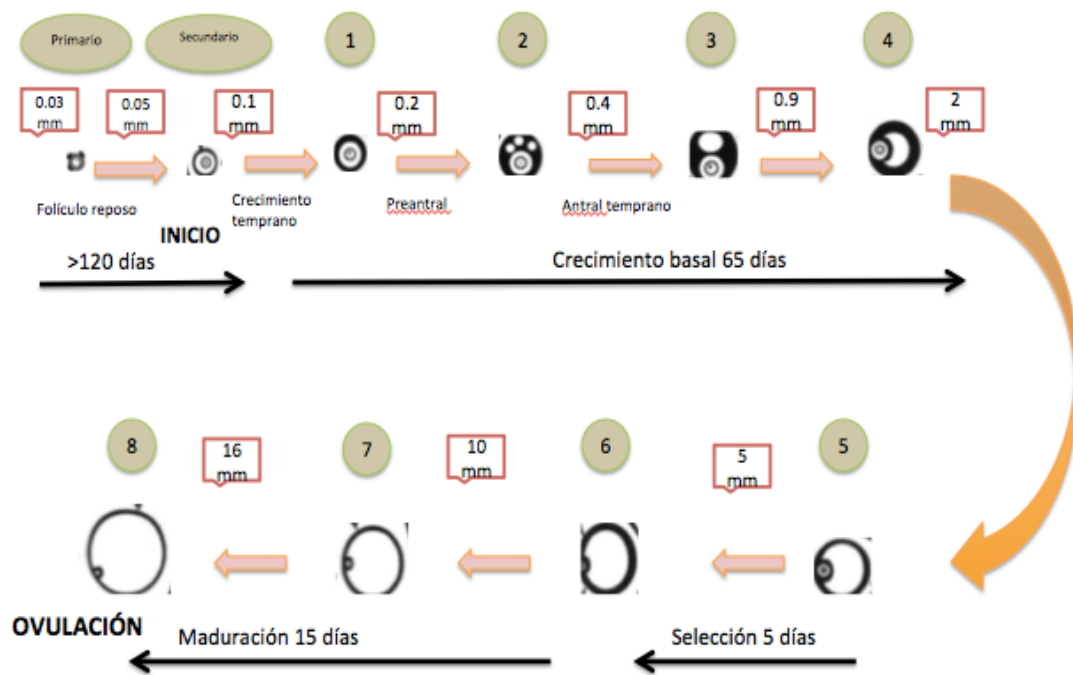 Primario
Secundario
1
2
3
4
0.03
mm
0.05
mm
0.1
mm
0.2
mm
0.4
mm
0.9
mm
2
mm
Folículo reposo
INICIO
Crecimiento
temprano
Preantral
Antral temprano
>120 días
Crecimiento basal 65 días
8
16
mm
7
10
mm
6
5
mm
5
OVULACIÓN
Maduración 15 días
Selección 5 días